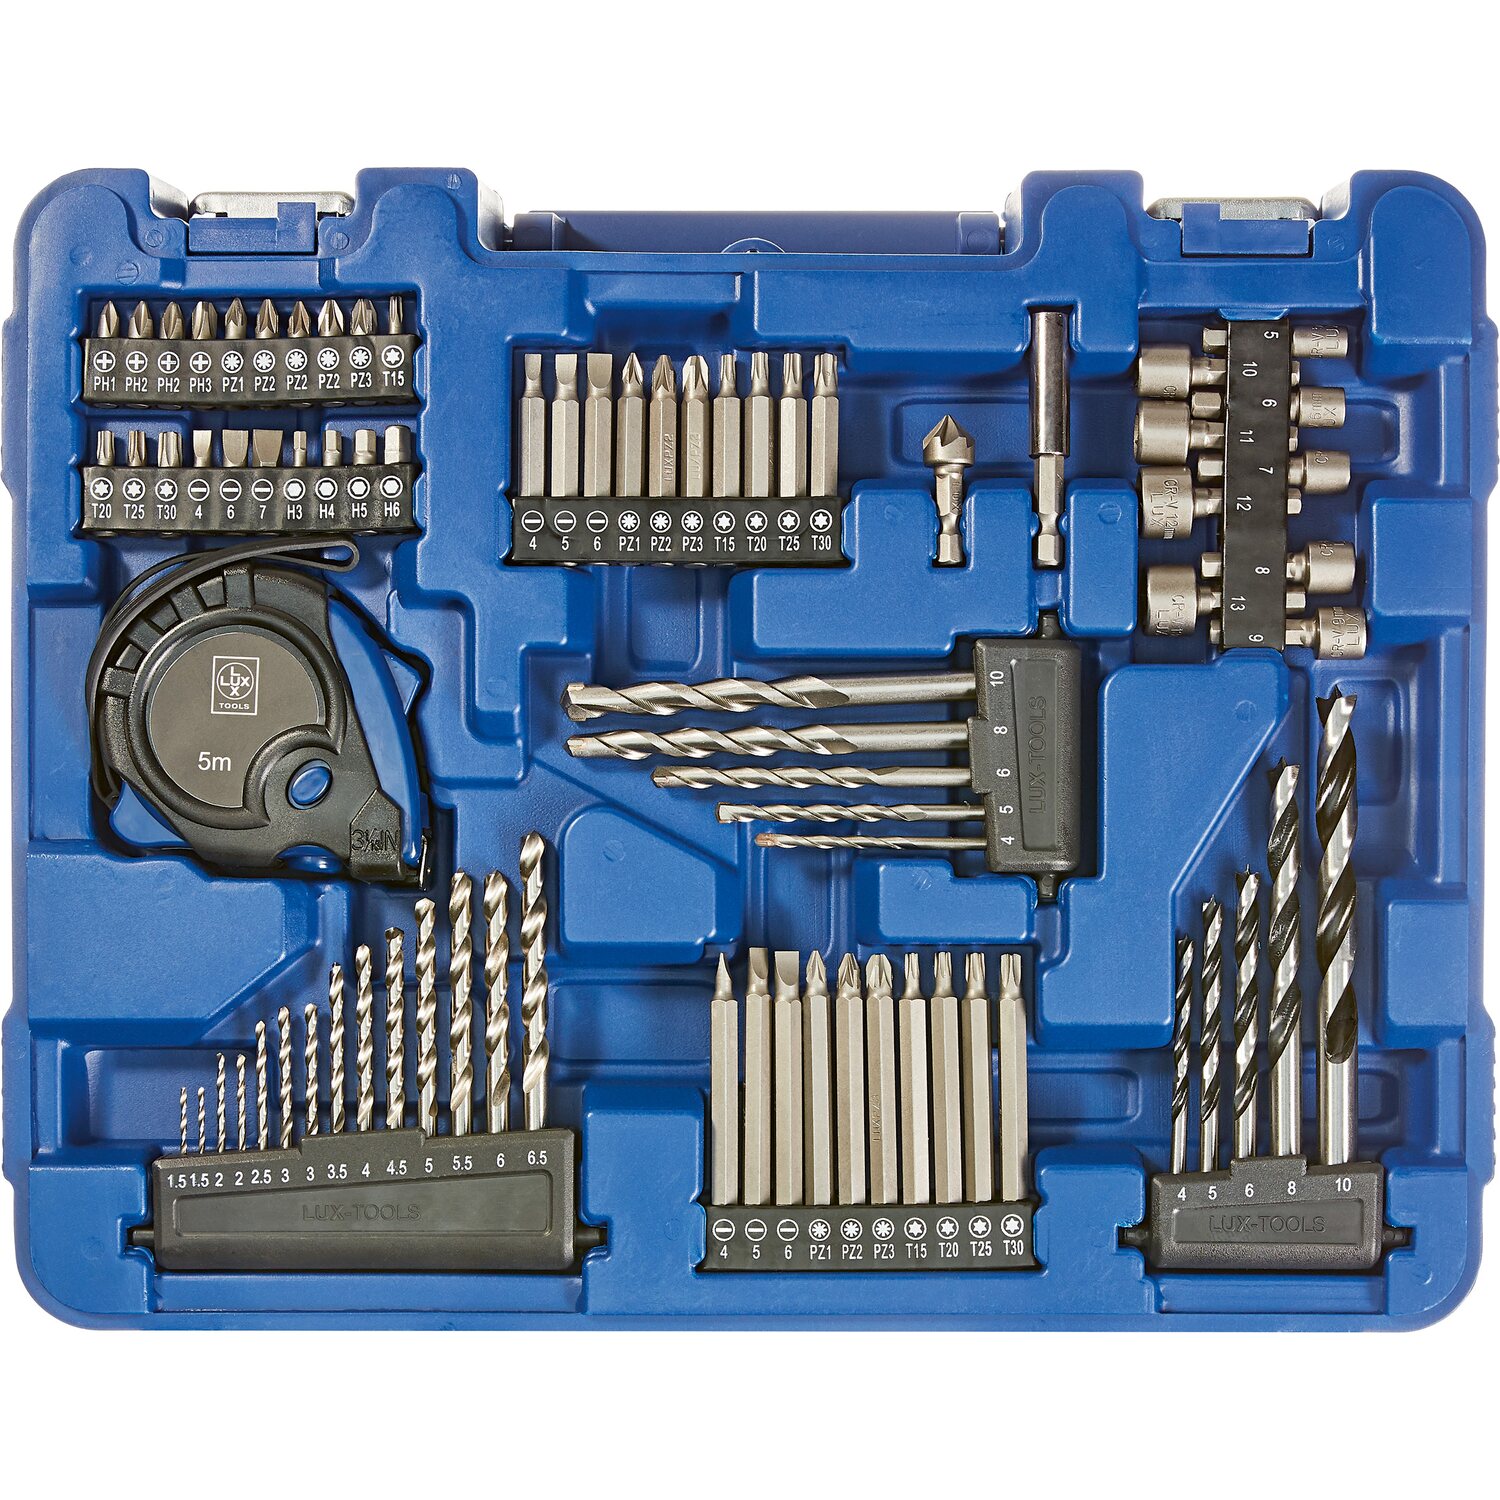 PH1 PH2 PH2 PH3 PZ1 PZ2 PZ2 PZ2 PZ3 T15
T20 T25 T30 4 6 7 H3 H4 H5 H6
4 5 6 PZ1 PZ2 PZ3 T15 T20 T25 T30
5
10
6
11
7
12
8
13
9
CR-V 12mm
LUX
LUX
TOOLS
5m
10
8
6
5
4
LUX-TOOLS
1.5 1.5 2 2 2.5 3 3 3.5 4 4.5 5 5.5 6 6.5
LUX-TOOLS
4 5 6 PZ1 PZ2 PZ3 T15 T20 T25 T30
4 5 6 8 10
LUX-TOOLS